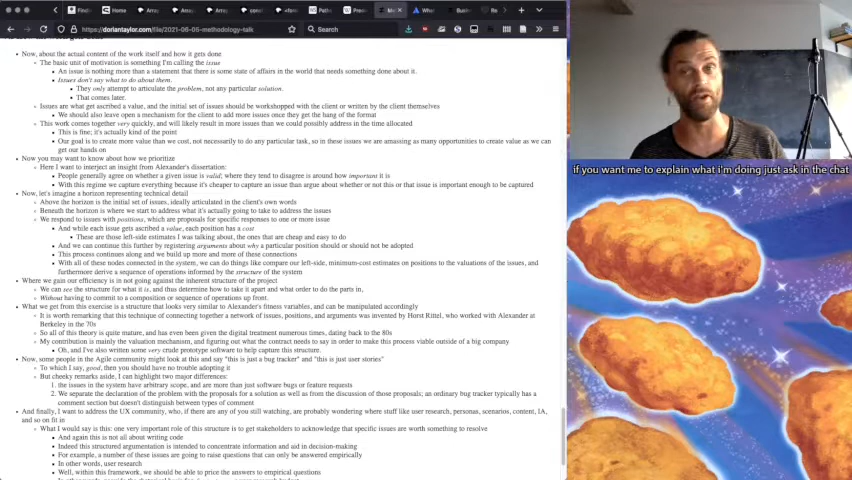 Findi
Home
Array
Array
Array
const
Pat
Prev
What
Busin
Re
https://doriantaylor.com/file/2021-06-05-methodology-talk
Search
Now, about the actual content of the work itself and how it gets done
The basic unit of motivation is something I'm calling the issue
An issue is nothing more than a statement that there is some state of affairs in the world that needs something done about it.
Issues don't say what to do about them.
They only attempt to articulate the problem, not any particular solution.
That comes later.
Issues are what get ascribed a value, and the initial set of issues should be workshopped with the client or written by the client themselves
We should also leave open a mechanism for the client to add more issues once they get the hang of the format
This work comes together very quickly, and will likely result in more issues than we could possibly address in the time allocated
This is fine; it's actually kind of the point
Our goal is to create more value than we cost, not necessarily to do any particular task, so in these issues we are amassing as many opportunities to create value as we can
get our hands on
Now you may want to know about how we prioritize
Here I want to interject an insight from Alexander's dissertation:
People generally agree on whether a given issue is valid; where they tend to disagree is around how important it is
With this regime we capture everything because it's cheaper to capture an issue than argue about whether or not this or that issue is important enough to be captured
Now, let's imagine a horizon representing technical detail
Above the horizon is the initial set of issues, ideally articulated in the client's own words
Beneath the horizon is where we start to address what it's actually going to take to address the issues
We respond to issues with positions, which are proposals for specific responses to one or more issue
And while each issue gets ascribed a value, each position has a cost
These are those left-side estimates I was talking about, the ones that are cheap and easy to do
And we can continue this further by registering arguments about why a particular position should or should not be adopted
This process continues along and we build up more and more of these connections
With all of these nodes connected in the system, we can do things like compare our left-side, minimum-cost estimates on positions to the valuations of the issues, and
furthermore derive a sequence of operations informed by the structure of the system
Where we gain our efficiency is in not going against the inherent structure of the project
We can see the structure for what it is, and thus determine how to take it apart and what order to do the parts in,
Without having to commit to a composition or sequence of operations up front.
What we get from this exercise is a structure that looks very similar to Alexander's fitness variables, and can be manipulated accordingly
It is worth remarking that this technique of connecting together a network of issues, positions, and arguments was invented by Horst Rittel, who worked with Alexander at
Berkeley in the 70s
So all of this theory is quite mature, and has even been given the digital treatment numerous times, dating back to the 80s
My contribution is mainly the valuation mechanism, and figuring out what the contract needs to say in order to make this process viable outside of a big company
Oh, and I've also written some very crude prototype software to help capture this structure.
Now, some people in the Agile community might look at this and say "this is just a bug tracker" and "this is just user stories"
To which I say, good, then you should have no trouble adopting it
But cheeky remarks aside, I can highlight two major differences:
1. the issues in the system have arbitrary scope, and are more than just software bugs or feature requests
2. We separate the declaration of the problem with the proposals for a solution as well as from the discussion of those proposals; an ordinary bug tracker typically has a
comment section but doesn't distinguish between types of comment
And finally, I want to address the UX community, who, if there are any of you still watching, are probably wondering where stuff like user research, personas, scenarios, content, IA,
and so on fit in
What I would say is this: one very important role of this structure is to get stakeholders to acknowledge that specific issues are worth something to resolve
And again this is not all about writing code
Indeed this structured argumentation is intended to concentrate information and aid in decision-making
For example, a number of these issues are going to raise questions that can only be answered empirically
In other words, user research
Well, within this framework, we should be able to price the answers to empirical questions
if you want me to explain what i'm doing just ask in the chat